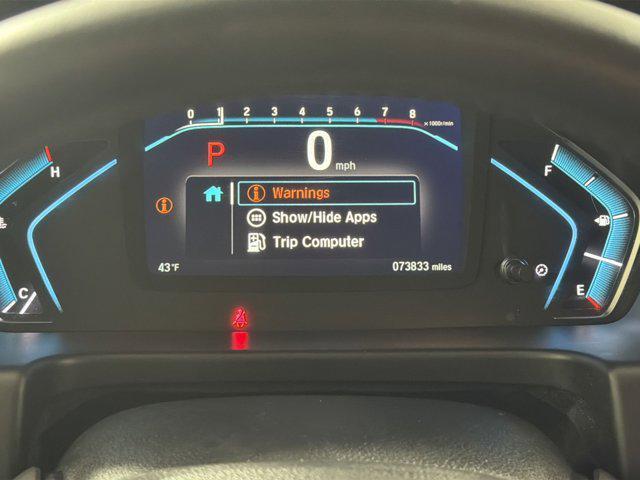 0 1 2 3 4 5 6 7 8
x1000r/min
P 0 mph
H F
Warnings
Show/Hide Apps
Trip Computer
C E
43°F 073833 miles